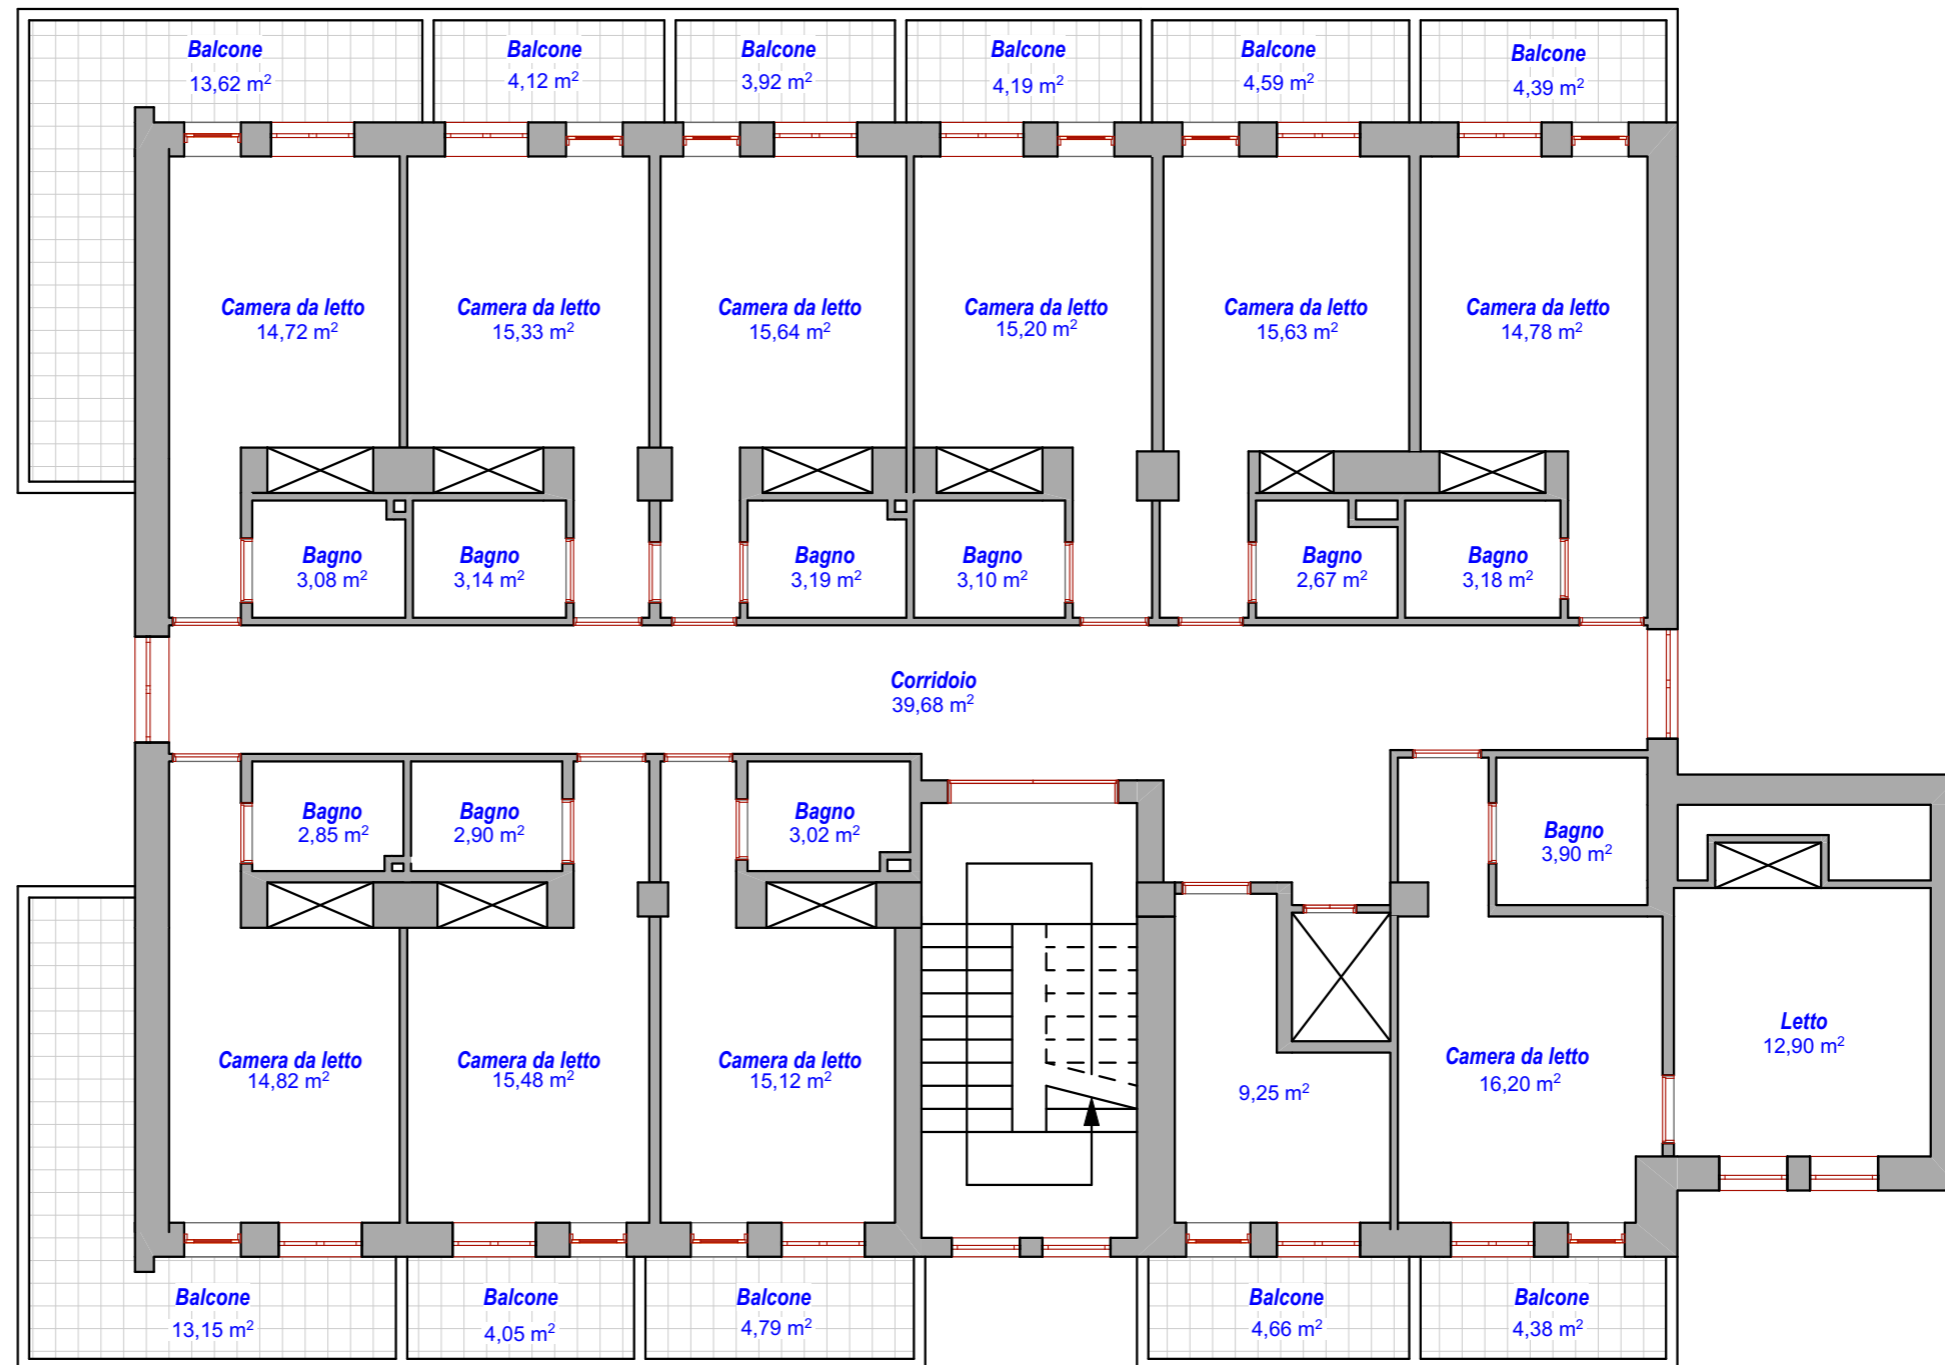 Balcone
13,62 m²
Balcone
4,12 m²
Balcone
3,92 m²
Balcone
4,19 m²
Balcone
4,59 m²
Balcone
4,39 m²
Camera da letto
14,72 m²
Camera da letto
15,33 m²
Camera da letto
15,64 m²
Camera da letto
15,20 m²
Camera da letto
15,63 m²
Camera da letto
14,78 m²
Bagno
3,08 m²
Bagno
3,14 m²
Bagno
3,19 m²
Bagno
3,10 m²
Bagno
2,67 m²
Bagno
3,18 m²
Corridoio
39,68 m²
Bagno
2,85 m²
Bagno
2,90 m²
Bagno
3,02 m²
Bagno
3,90 m²
Camera da letto
14,82 m²
Camera da letto
15,48 m²
Camera da letto
15,12 m²
9,25 m²
Camera da letto
16,20 m²
Letto
12,90 m²
Balcone
13,15 m²
Balcone
4,05 m²
Balcone
4,79 m²
Balcone
4,66 m²
Balcone
4,38 m²